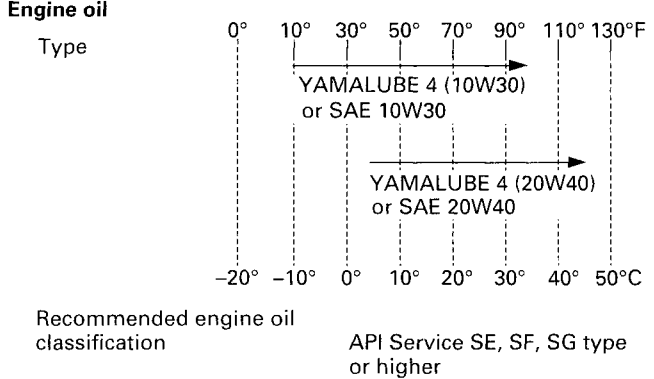 Engine oil
Type
0° 10° 30° 50° 70° 90° 110° 130°F
YAMALUBE 4 (10W30)
or SAE 10W30
YAMALUBE 4 (20W40)
or SAE 20W40
–20° –10° 0° 10° 20° 30° 40° 50°C
Recommended engine oil
classification
API Service SE, SF, SG type
or higher